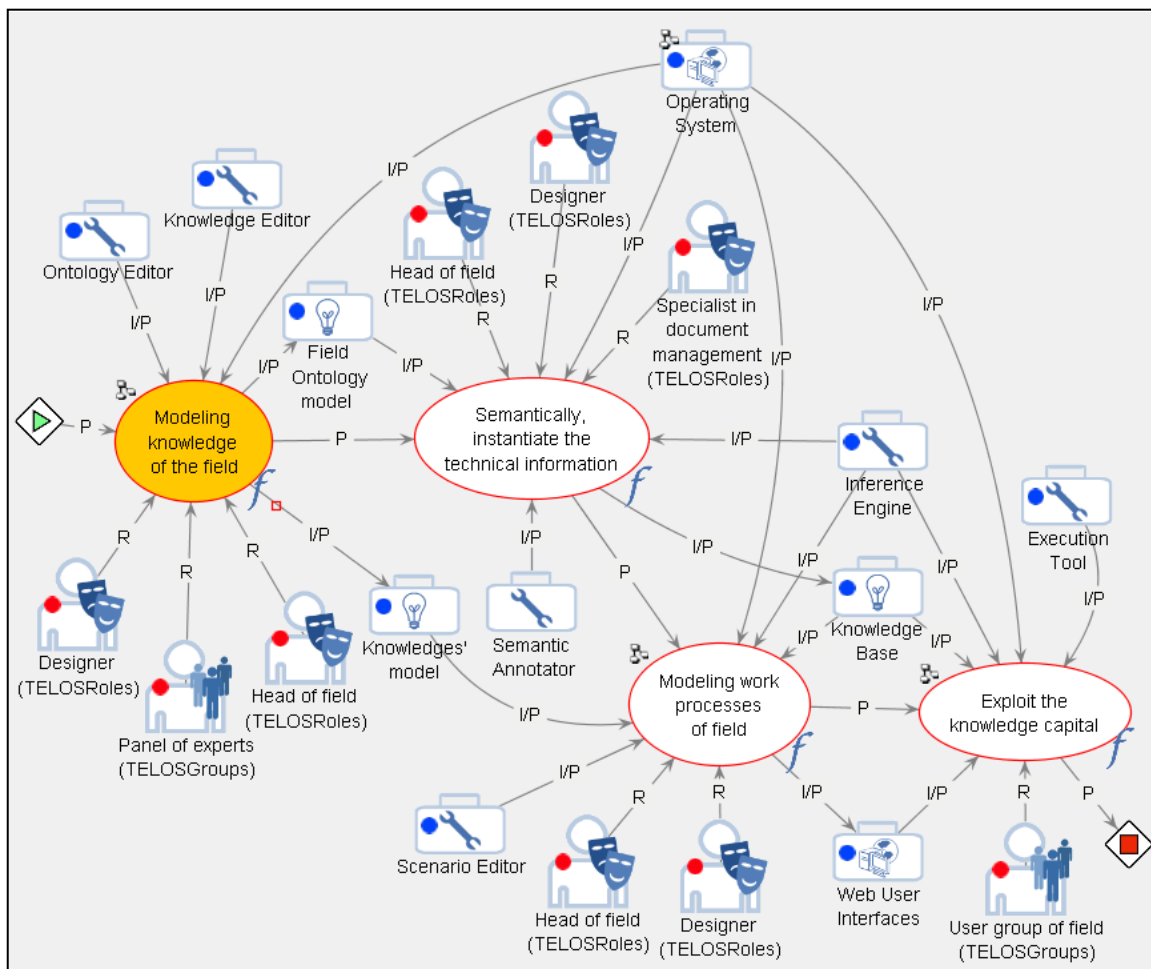 Operating
System
I/P
Designer
(TELOSRoles)
Knowledge Editor
Head of field
(TELOSRoles)
Ontology Editor
R
I/P
Specialist in
document
management
(TELOSRoles)
I/P
I/P
R
R
I/P
I/P
Field
Ontology
model
I/P
I/P
Modeling
knowledge
of the field
P
P
Semantically,
instantiate the
technical information
I/P
Inference
Engine
Execution
Tool
f
f
I/P
R
R
R
I/P
I/P
P
I/P
I/P
I/P
Designer
(TELOSRoles)
Panel of experts
(TELOSGroups)
Head of field
(TELOSRoles)
Knowledges'
model
Semantic
Annotator
Knowledge
Base
I/P
I/P
I/P
Modeling work
processes
of field
P
Exploit the
knowledge capital
f
f
I/P
Scenario Editor
R
R
I/P
I/P
R
P
Head of field
(TELOSRoles)
Designer
(TELOSRoles)
Web User
Interfaces
User group of field
(TELOSGroups)